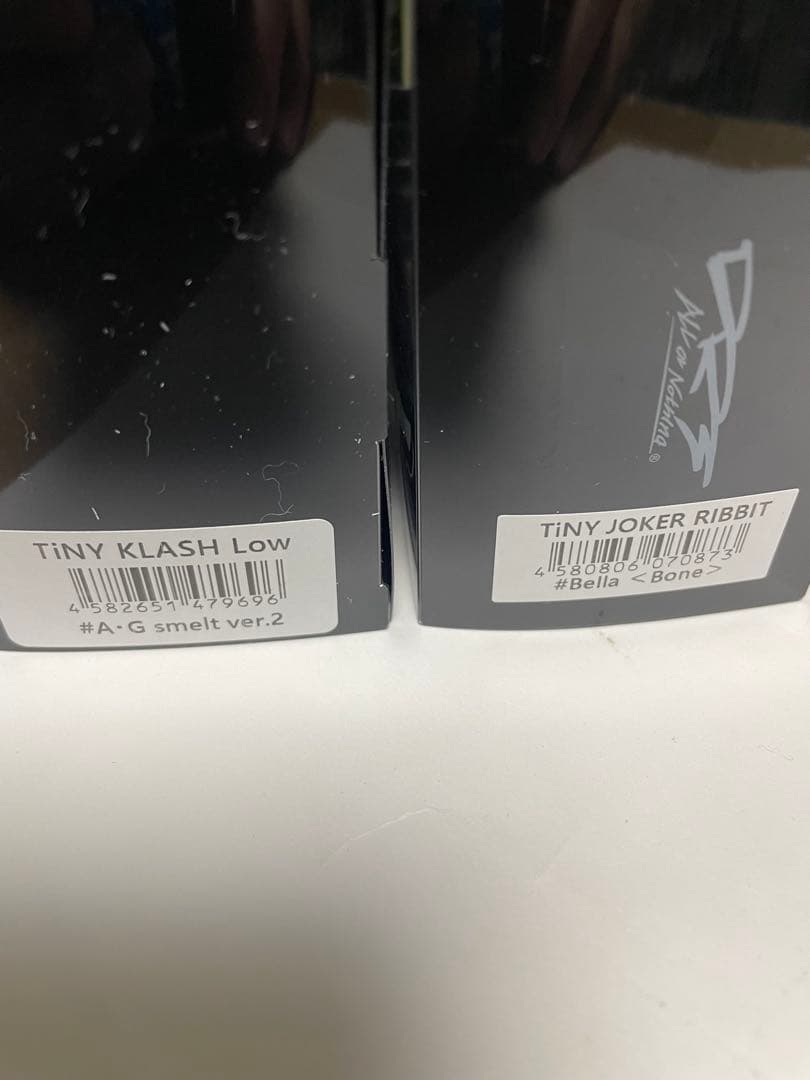 TiNY KLASH Low
4 582651 479696
#A・G smelt ver.2
All or Nothing®
TiNY JOKER RIBBIT
4 580806 070873
#Bella <Bone>